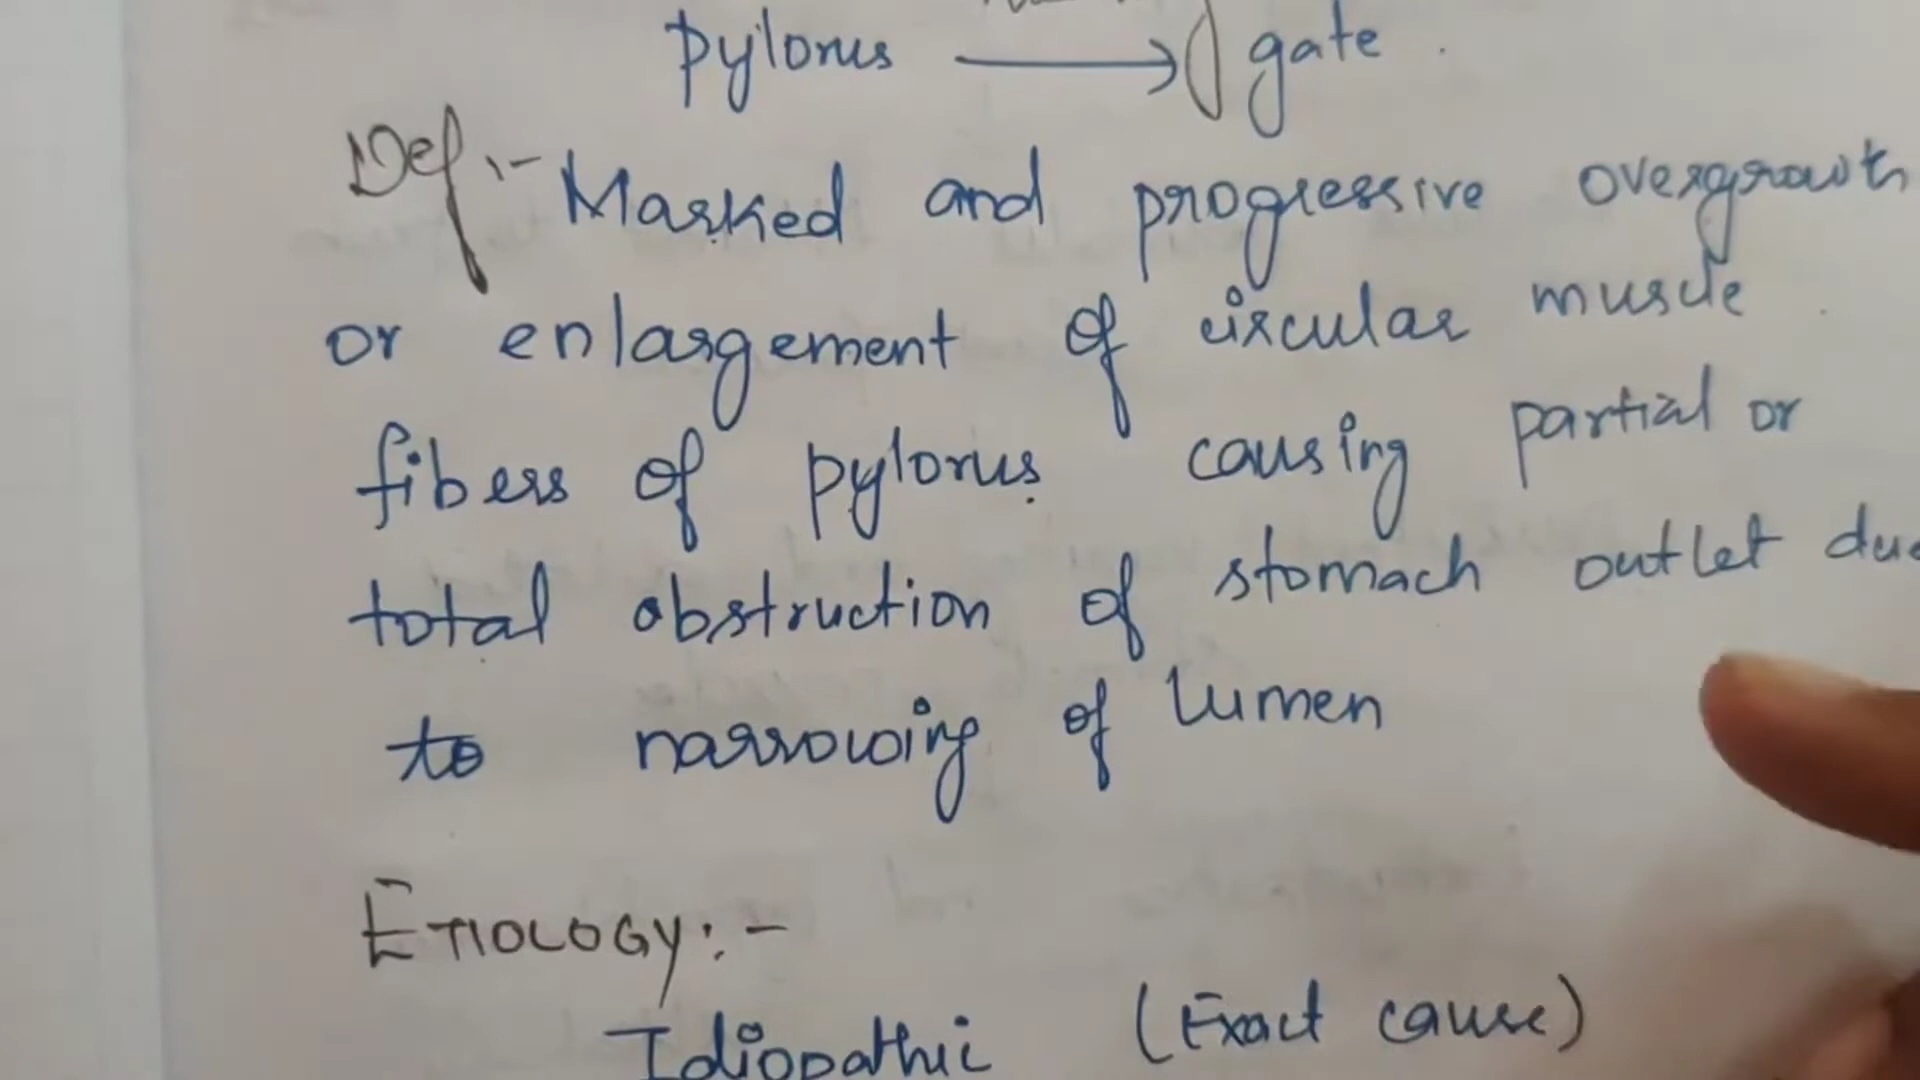 Pylorus → gate
Def :- Marked and progressive overgrowth
or enlargement of circular muscle
fibers of pylorus causing partial or
total obstruction of stomach outlet due
to narrowing of lumen
ETIOLOGY :-
Idiopathic (Exact cause)